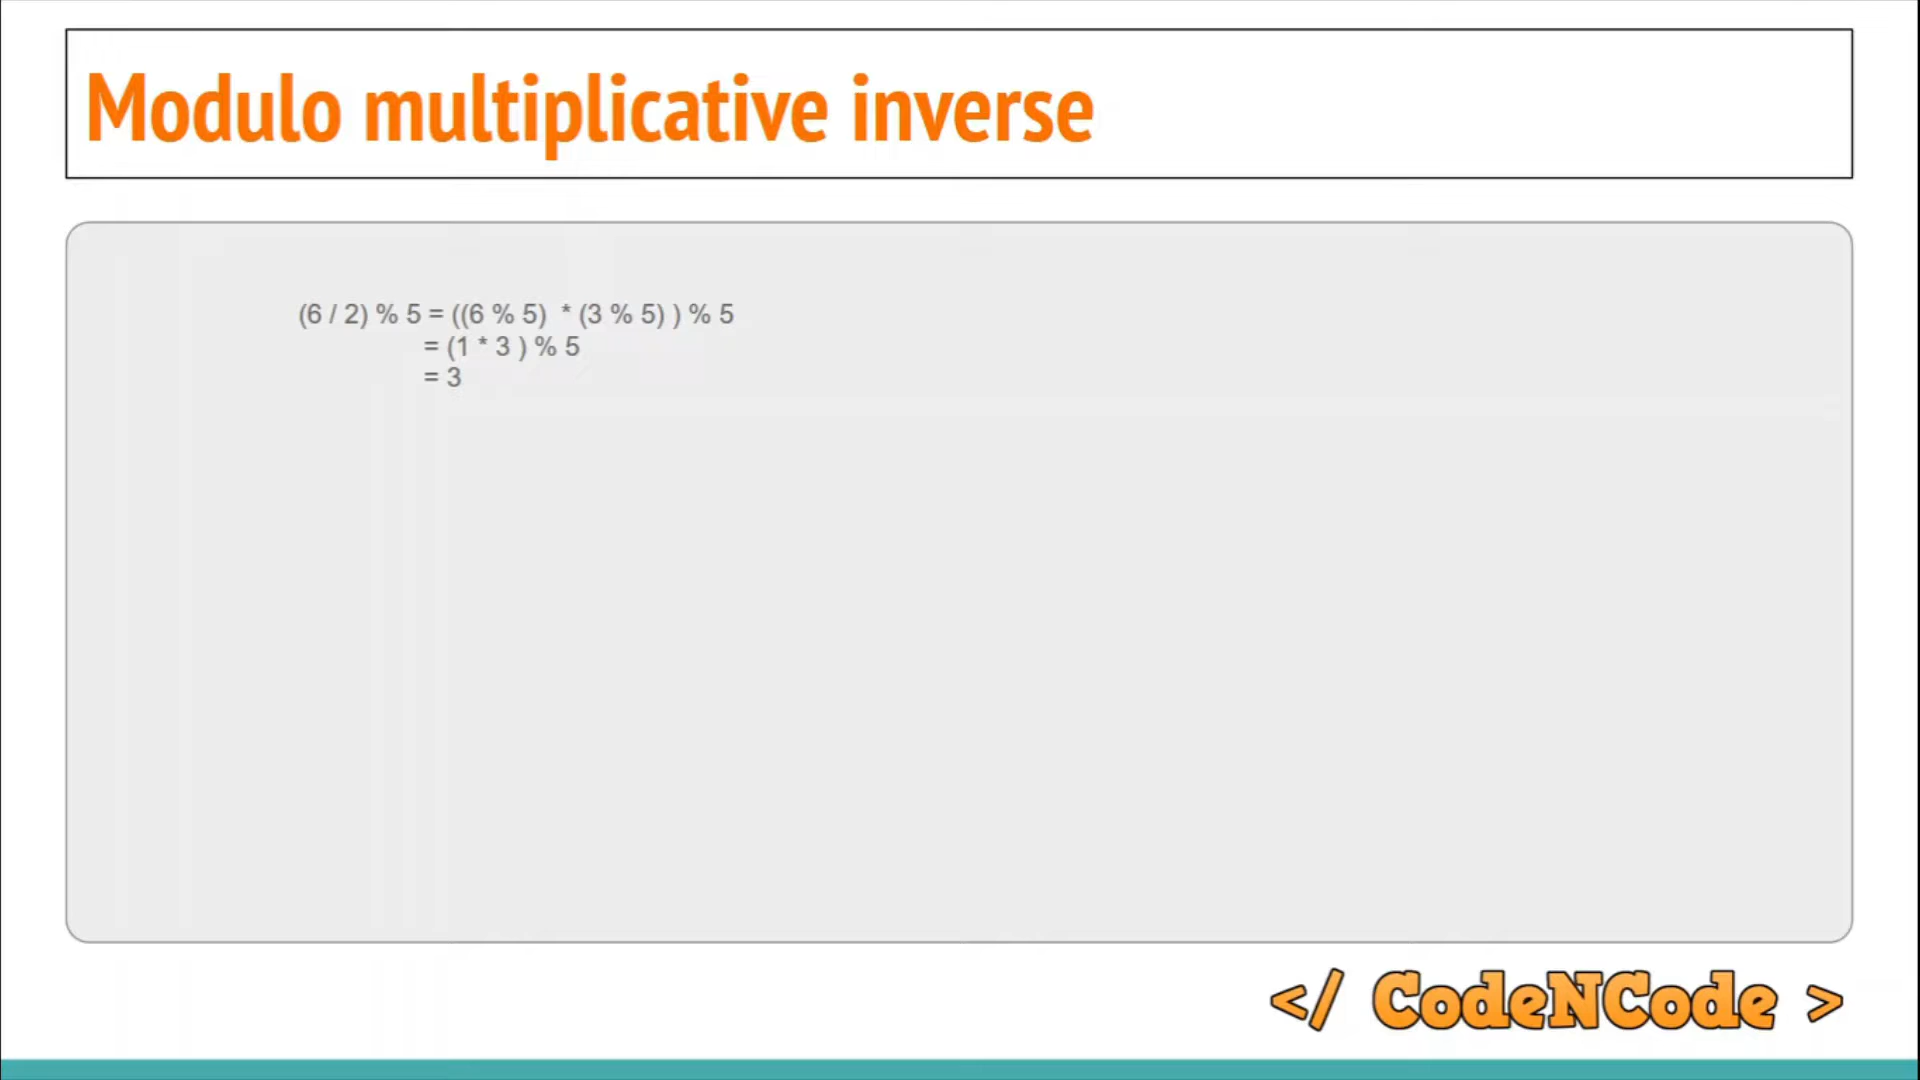 Modulo multiplicative inverse
(6 / 2) % 5 = ((6 % 5)  * (3 % 5) ) % 5
= (1 * 3 ) % 5
= 3
</ CodeNCode >